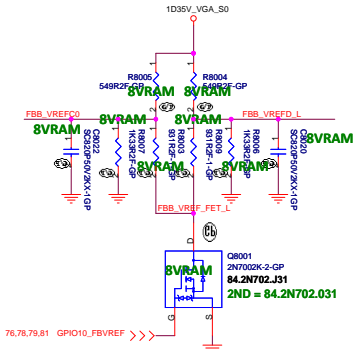 1D35V_VGA_S0
R8005
549R2F-GP
R8004
549R2F-GP
8VRAM
8VRAM
FBB_VREFC0
FBB_VREFD_L
8VRAM
8VRAM
8VRAM
8VRAM
C8022
SC820P50V2KX-1GP
R8007
1K33R2F-GP
R8003
931R2F-1-GP
R8009
931R2F-1-GP
R8006
1K33R2F-GP
C8020
SC820P50V2KX-1GP
FBB_VREF_FET_L
D
Q8001
2N7002K-2-GP
84.2N702.J31
2ND = 84.2N702.031
8VRAM
G
S
76,78,79,81 GPIO10_FBVREF